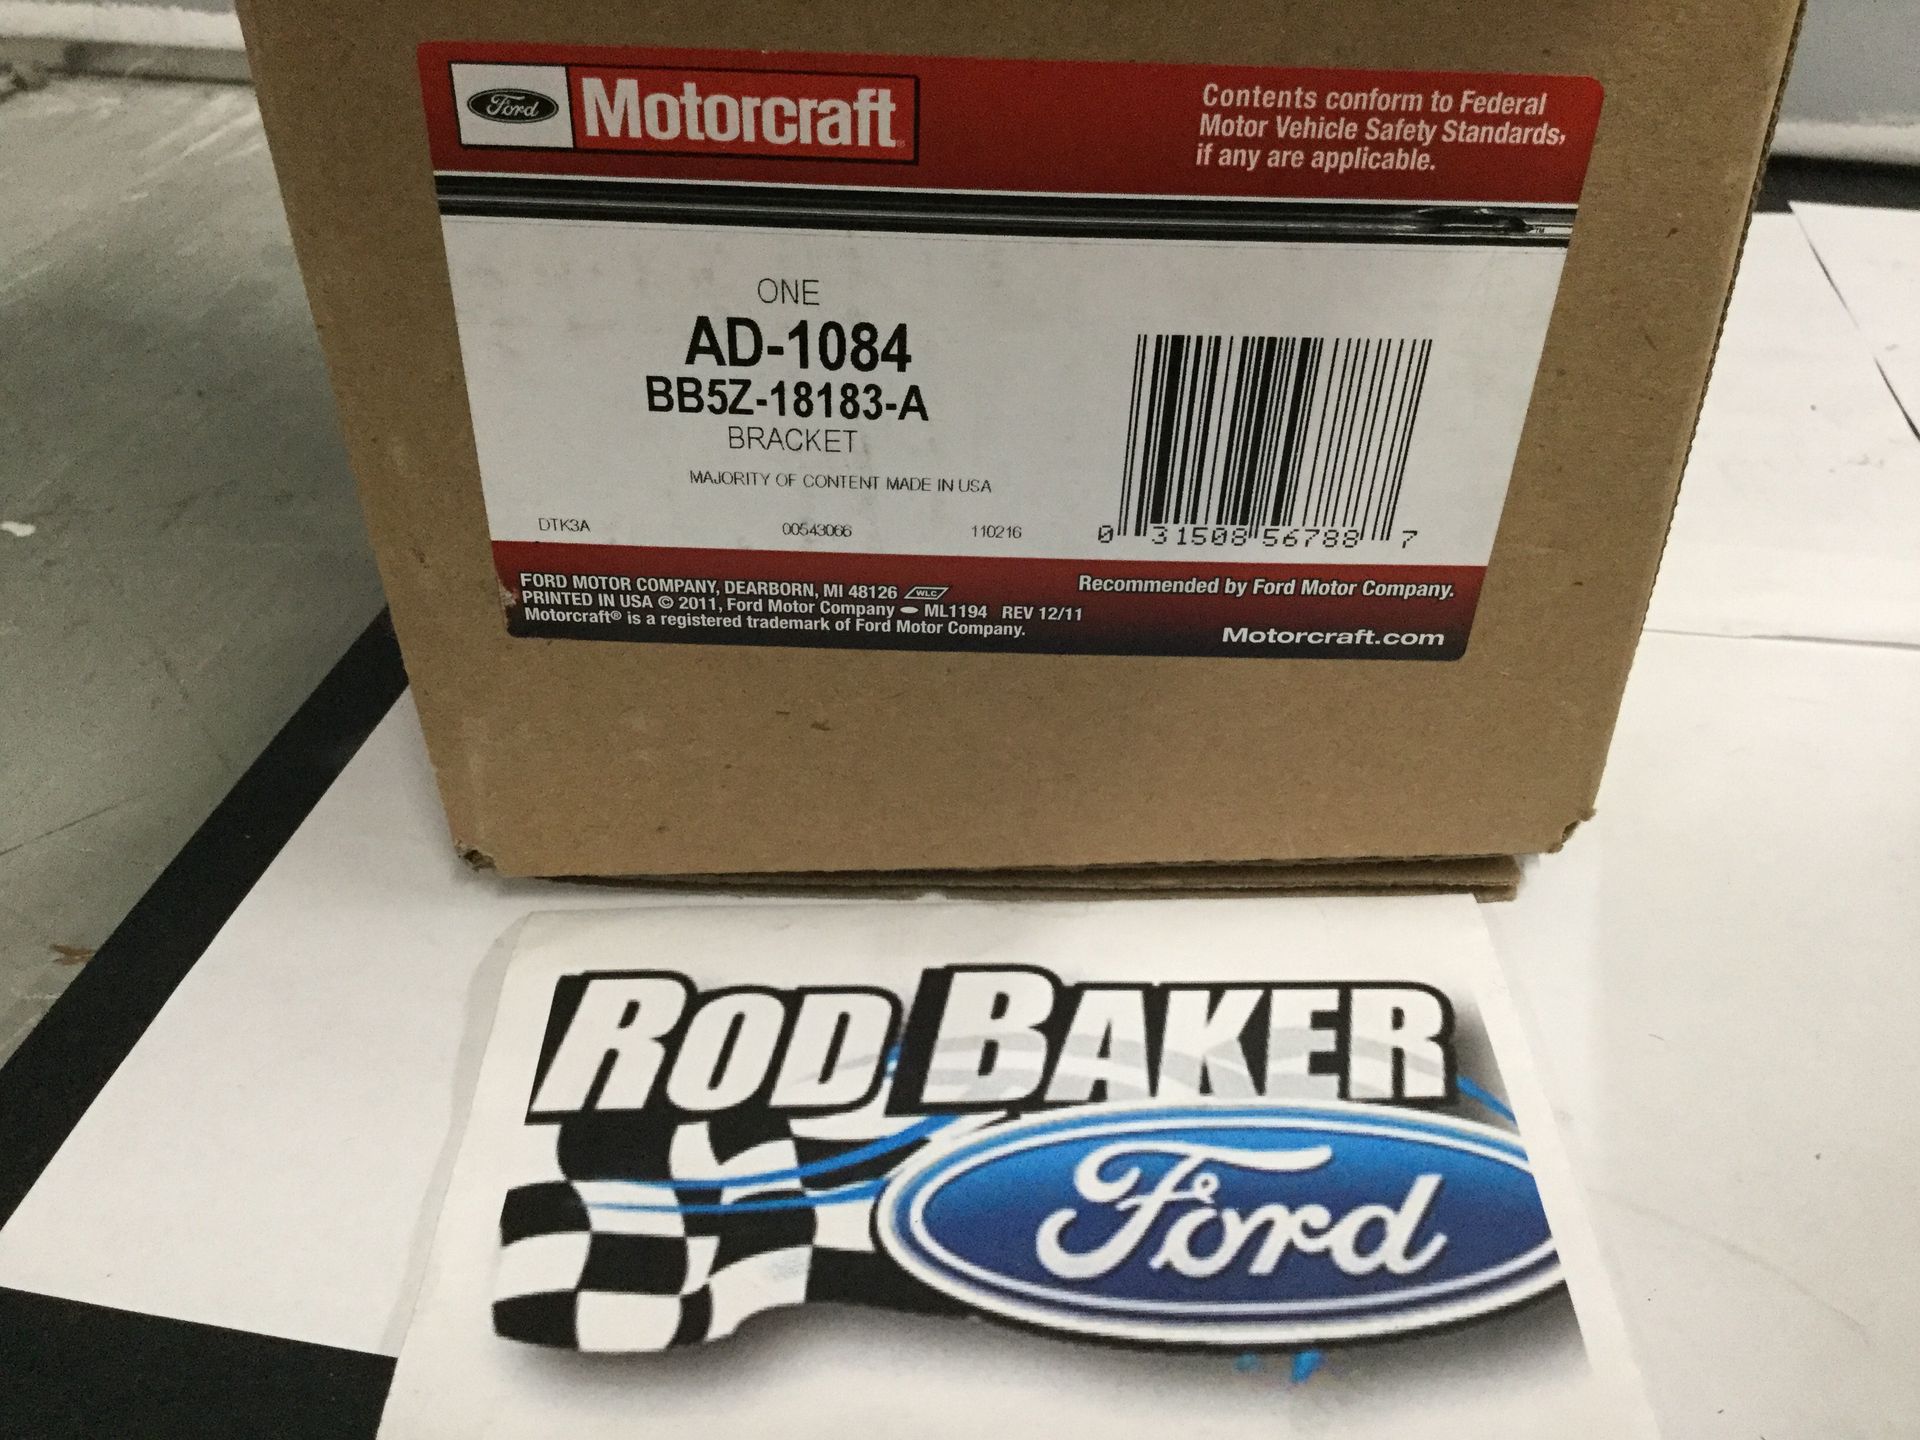 Ford Motorcraft
Contents conform to Federal
Motor Vehicle Safety Standards,
if any are applicable.
ONE
AD-1084
BB5Z-18183-A
BRACKET
MAJORITY OF CONTENT MADE IN USA
DTK3A 00543066 110216
0 31508 56788 7
FORD MOTOR COMPANY, DEARBORN, MI 48126 WLC
PRINTED IN USA © 2011, Ford Motor Company ML1194 REV 12/11
Motorcraft® is a registered trademark of Ford Motor Company.
Recommended by Ford Motor Company.
Motorcraft.com
ROD BAKER
Ford